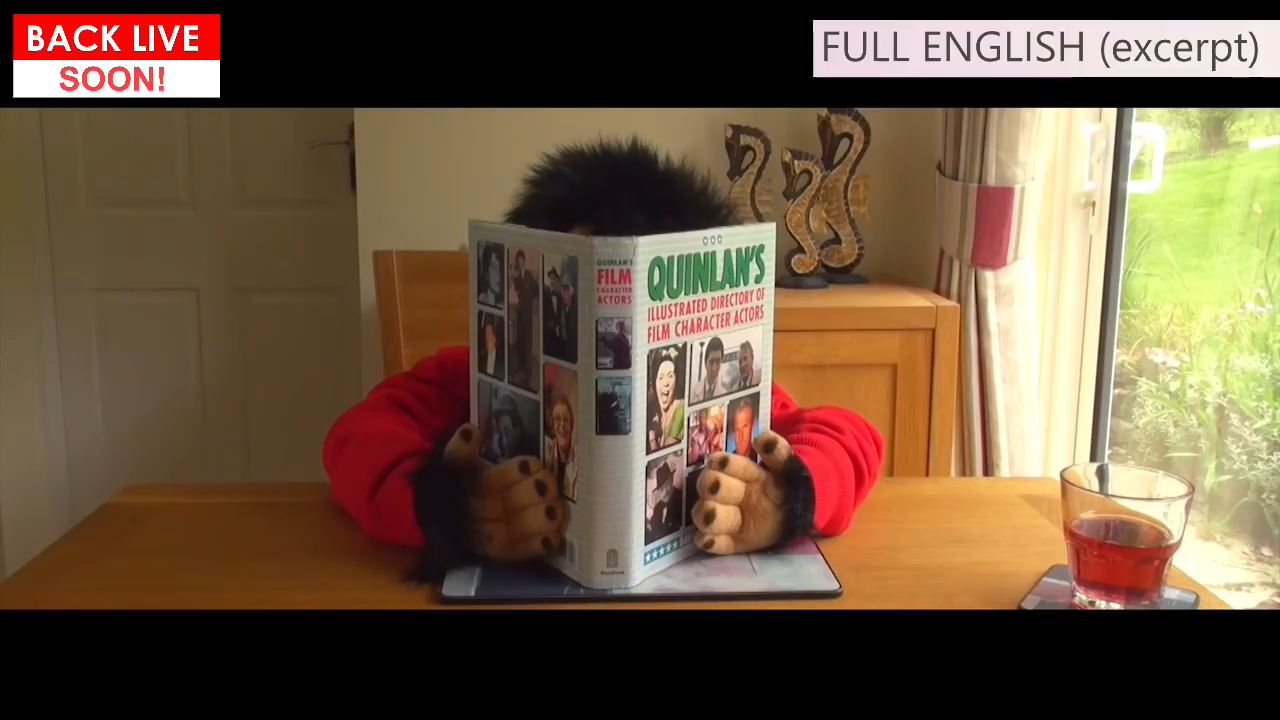 BACK LIVE
SOON!
FULL ENGLISH (excerpt)
QUINLAN'S
FILM
CHARACTER
ACTORS
QUINLAN'S
ILLUSTRATED DIRECTORY OF
FILM CHARACTER ACTORS